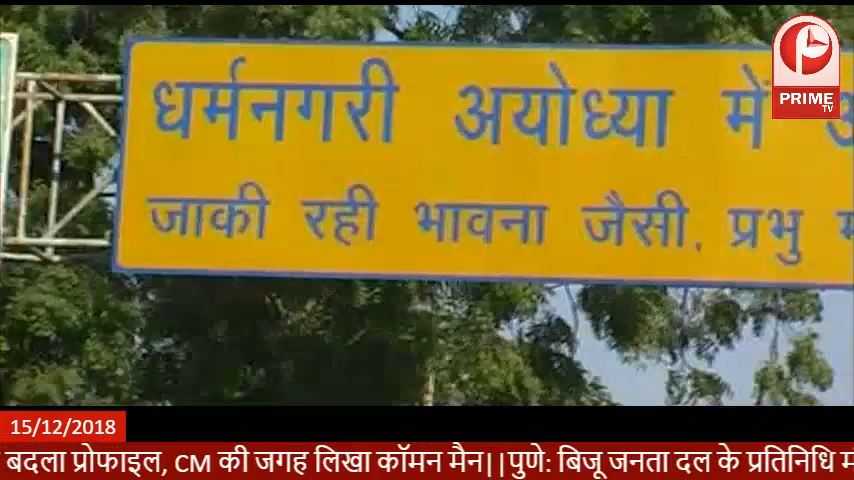 धर्मनगरी अयोध्या में
जाकी रही भावना जैसी, प्रभु
PRIME
TV
15/12/2018
बदला प्रोफाइल, CM की जगह लिखा कॉमन मैन||पुणे: बिजू जनता दल के प्रतिनिधि